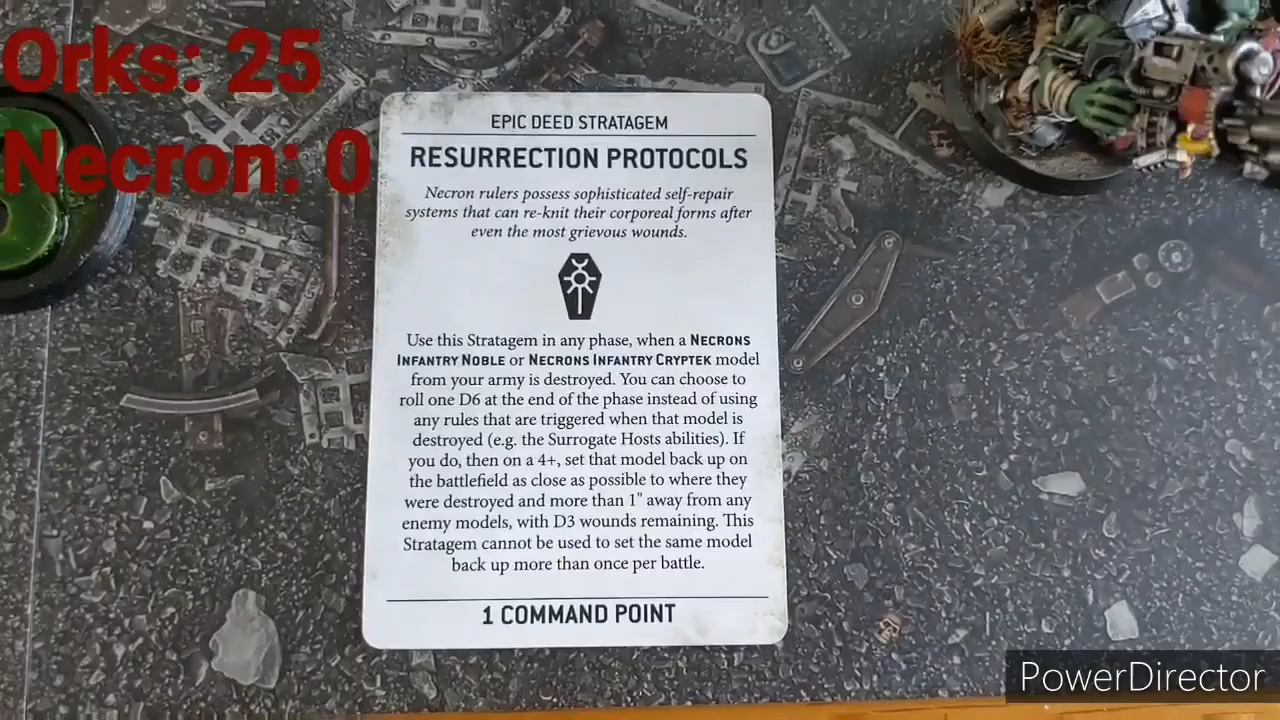 Orks: 25
Necron: 0
EPIC DEED STRATAGEM
RESURRECTION PROTOCOLS
Necron rulers possess sophisticated self-repair
systems that can re-knit their corporeal forms after
even the most grievous wounds.
Use this Stratagem in any phase, when a NECRONS
INFANTRY NOBLE or NECRONS INFANTRY CRYPTEK model
from your army is destroyed. You can choose to
roll one D6 at the end of the phase instead of using
any rules that are triggered when that model is
destroyed (e.g. the Surrogate Hosts abilities). If
you do, then on a 4+, set that model back up on
the battlefield as close as possible to where they
were destroyed and more than 1" away from any
enemy models, with D3 wounds remaining. This
Stratagem cannot be used to set the same model
back up more than once per battle.
1 COMMAND POINT
PowerDirector